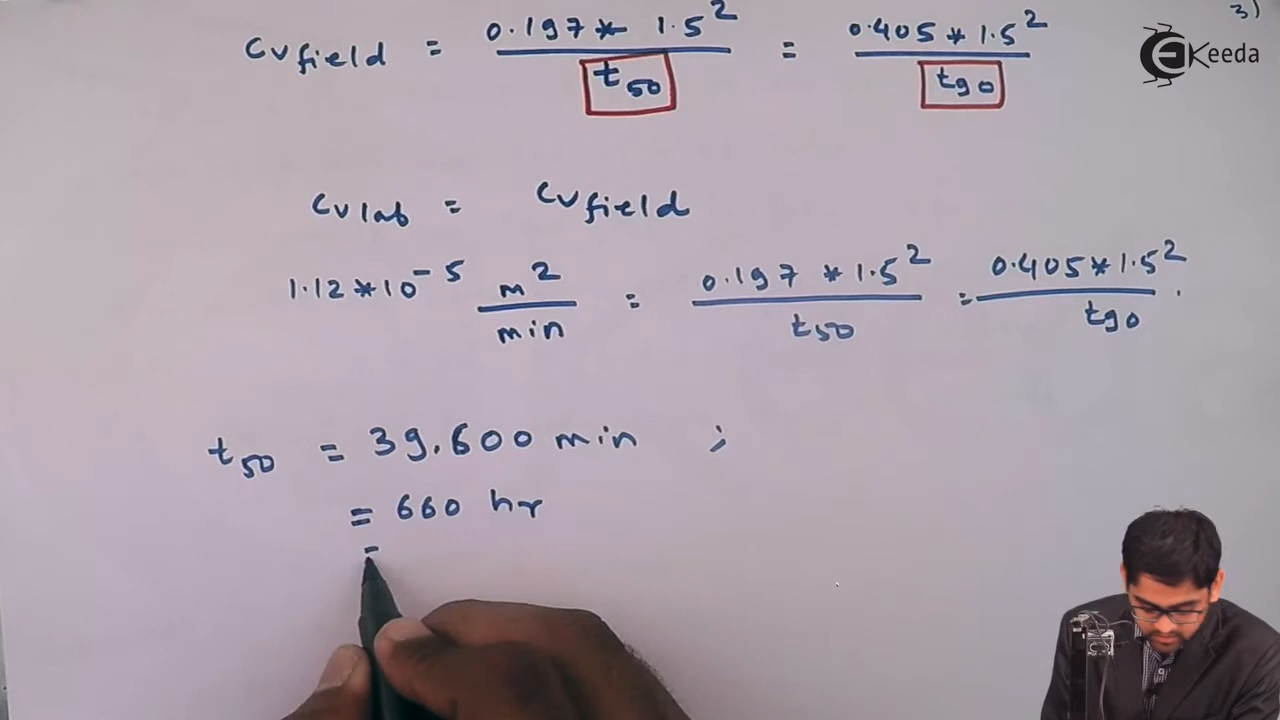 3)
Keeda
Cv field = 0.197 * 1.5² / t50 = 0.405 * 1.5² / t90
Cv lab = Cv field
1.12 * 10⁻⁵ m² / min = 0.197 * 1.5² / t50 = 0.405 * 1.5² / t90 .
t50 = 39.600 min ;
= 660 hr
=